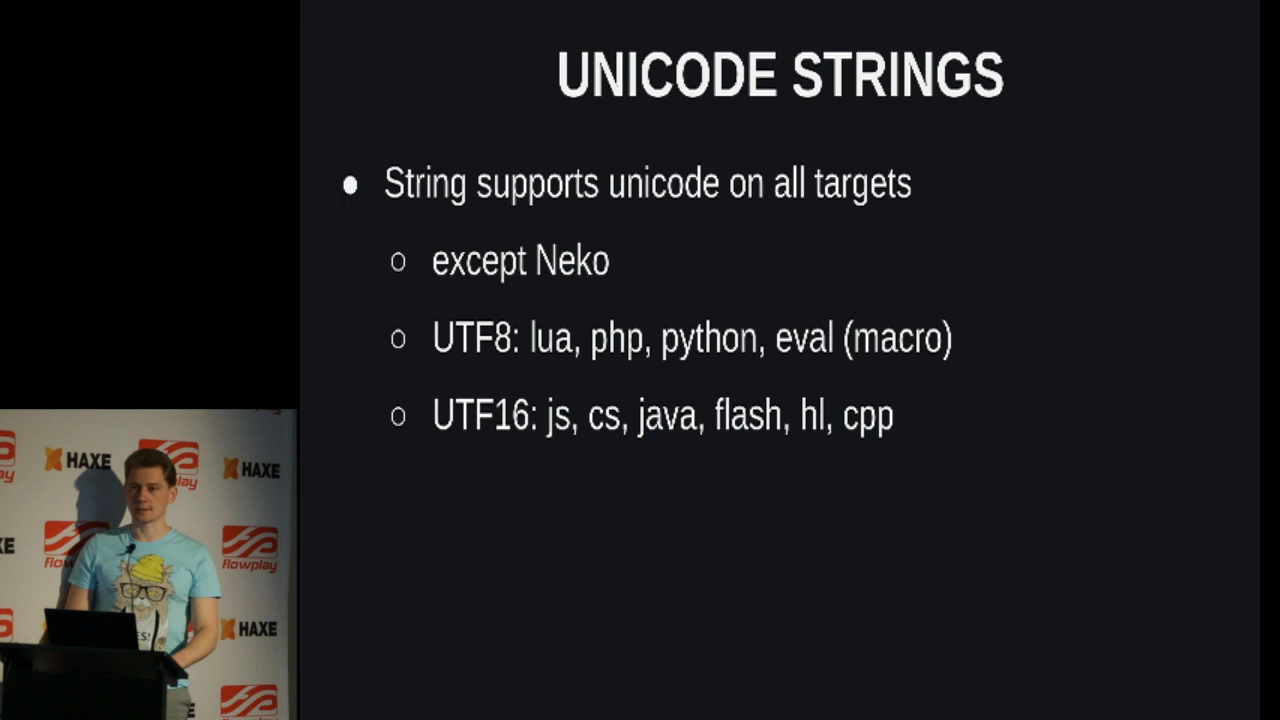 UNICODE STRINGS
String supports unicode on all targets
except Neko
UTF8: lua, php, python, eval (macro)
UTF16: js, cs, java, flash, hl, cpp
HAXE
HAXE
flowplay
HAXE